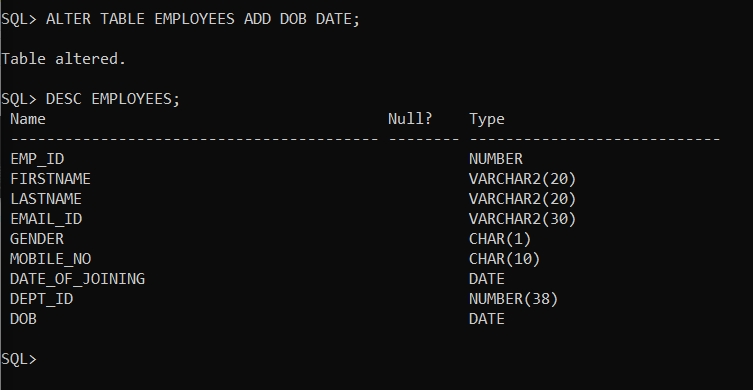 SQL> ALTER TABLE EMPLOYEES ADD DOB DATE;
Table altered.
SQL> DESC EMPLOYEES;
Name                                      Null?    Type
----------------------------------------- -------- ----------------------------
EMP_ID                                             NUMBER
FIRSTNAME                                          VARCHAR2(20)
LASTNAME                                           VARCHAR2(20)
EMAIL_ID                                           VARCHAR2(30)
GENDER                                             CHAR(1)
MOBILE_NO                                          CHAR(10)
DATE_OF_JOINING                                    DATE
DEPT_ID                                            NUMBER(38)
DOB                                                DATE
SQL>